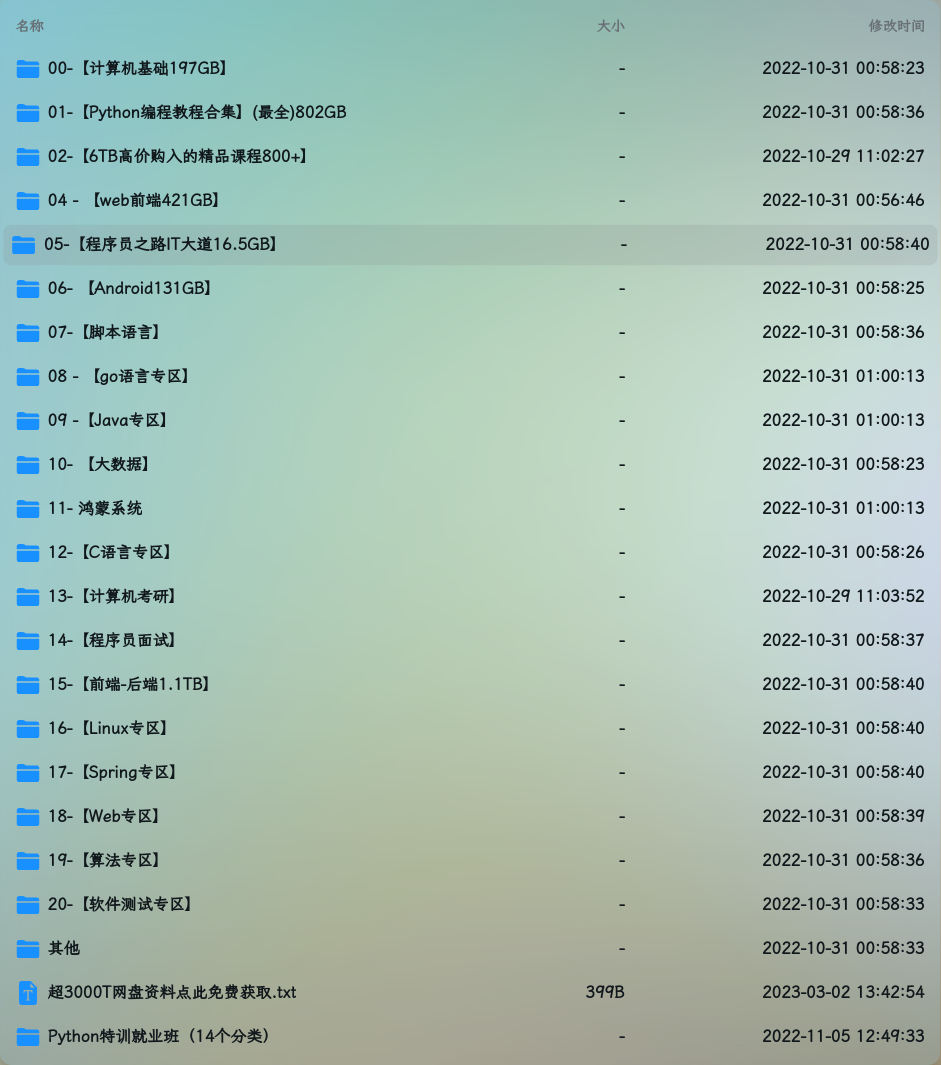 名称 大小 修改时间
00-【计算机基础197GB】 - 2022-10-31 00:58:23
01-【Python编程教程合集】(最全)802GB - 2022-10-31 00:58:36
02-【6TB高价购入的精品课程800+】 - 2022-10-29 11:02:27
04 - 【web前端421GB】 - 2022-10-31 00:56:46
05-【程序员之路IT大道16.5GB】 - 2022-10-31 00:58:40
06- 【Android131GB】 - 2022-10-31 00:58:25
07-【脚本语言】 - 2022-10-31 00:58:36
08 - 【go语言专区】 - 2022-10-31 01:00:13
09 -【Java专区】 - 2022-10-31 01:00:13
10- 【大数据】 - 2022-10-31 00:58:23
11- 鸿蒙系统 - 2022-10-31 01:00:13
12-【C语言专区】 - 2022-10-31 00:58:26
13-【计算机考研】 - 2022-10-29 11:03:52
14-【程序员面试】 - 2022-10-31 00:58:37
15-【前端-后端1.1TB】 - 2022-10-31 00:58:40
16-【Linux专区】 - 2022-10-31 00:58:40
17-【Spring专区】 - 2022-10-31 00:58:40
18-【Web专区】 - 2022-10-31 00:58:39
19-【算法专区】 - 2022-10-31 00:58:36
20-【软件测试专区】 - 2022-10-31 00:58:33
其他 - 2022-10-31 00:58:33
超3000T网盘资料点此免费获取.txt 399B 2023-03-02 13:42:54
Python特训就业班（14个分类） - 2022-11-05 12:49:33